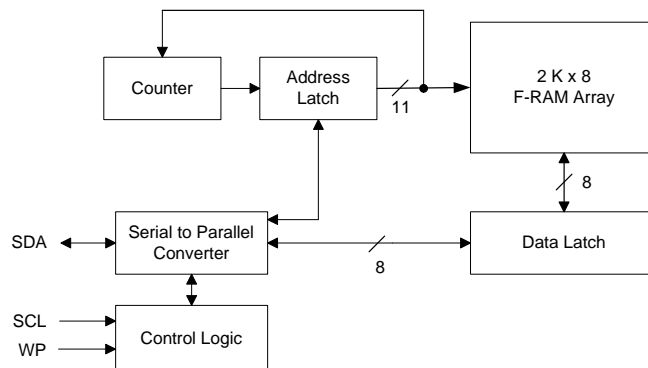 Counter
Address
Latch
11
2 K x 8
F-RAM Array
8
SDA
Serial to Parallel
Converter
8
Data Latch
SCL
WP
Control Logic